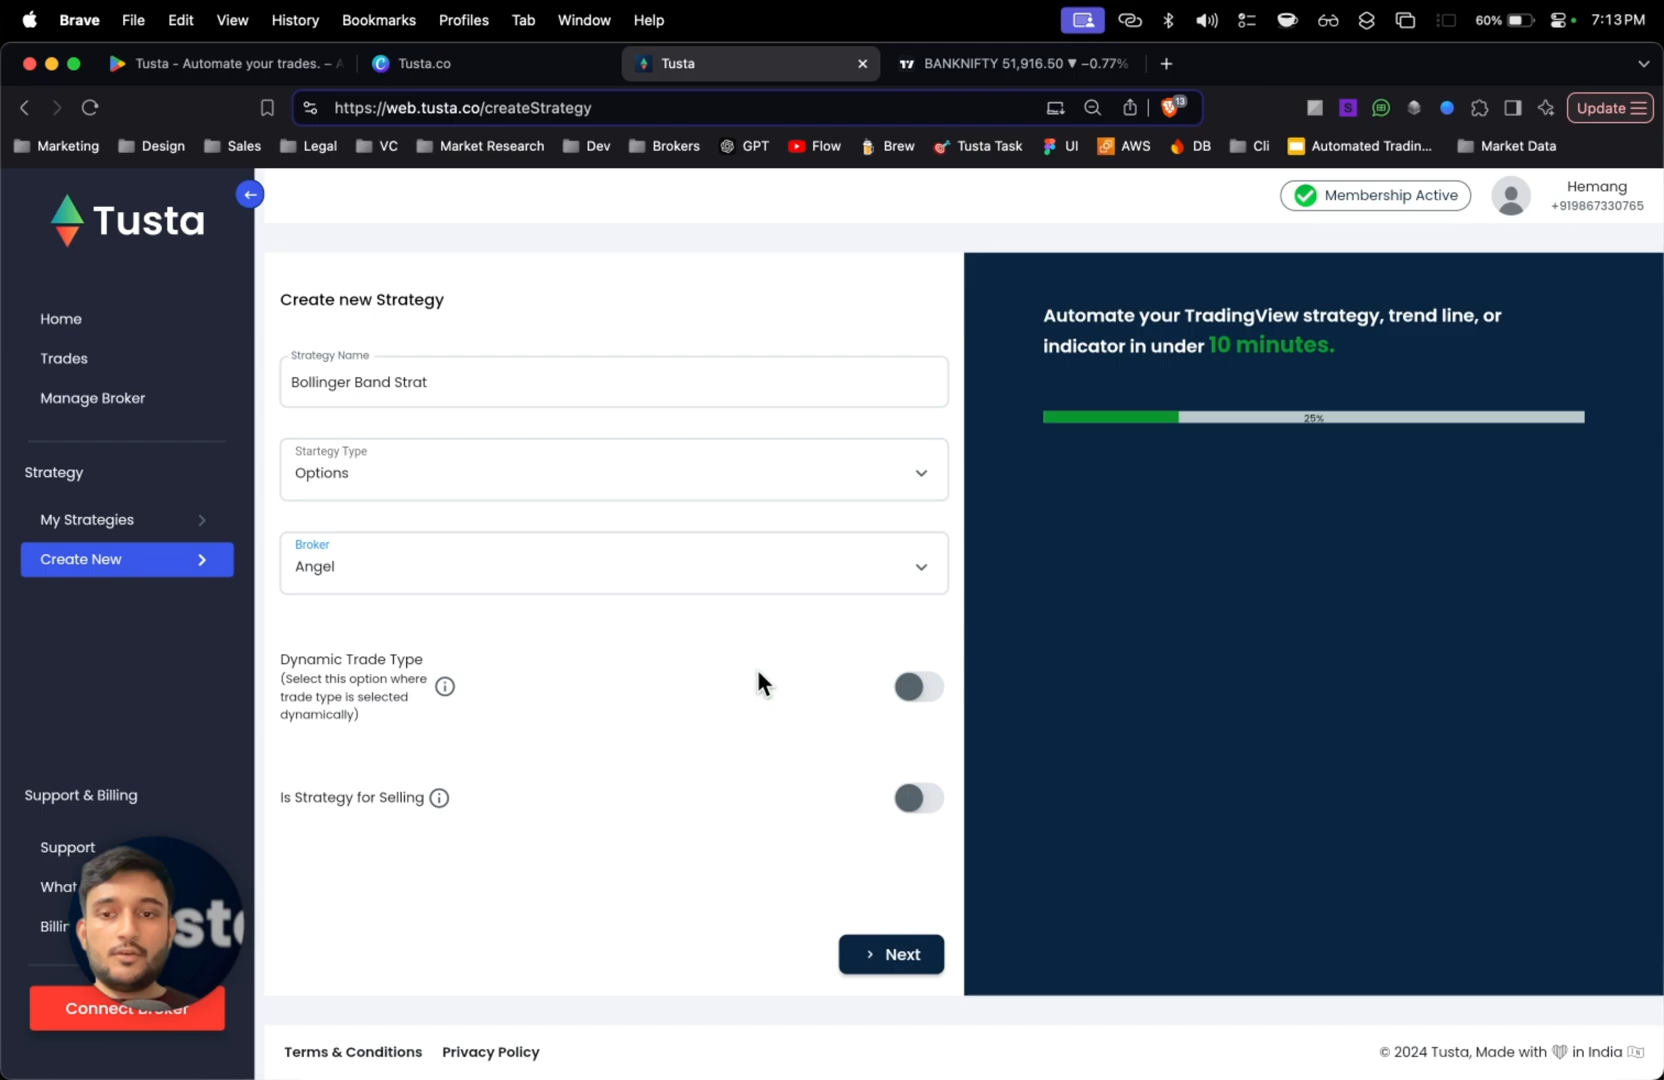 Brave File Edit View History Bookmarks Profiles Tab Window Help 60% 7:13 PM
Tusta - Automate your trades. – A Tusta.co Tusta BANKNIFTY 51,916.50 ▼ −0.77%
https://web.tusta.co/createStrategy 13 S Update
Marketing Design Sales Legal VC Market Research Dev Brokers GPT Flow Brew Tusta Task UI AWS DB Cli Automated Tradin... Market Data
Tusta
Membership Active
Hemang
+919867330765
Home
Trades
Manage Broker
Strategy
My Strategies
Create New
Support & Billing
Support
What
Billin
Connect Broker
Create new Strategy
Strategy Name
Bollinger Band Strat
Startegy Type
Options
Broker
Angel
Dynamic Trade Type
(Select this option where
trade type is selected
dynamically)
Is Strategy for Selling
Next
Automate your TradingView strategy, trend line, or
indicator in under 10 minutes.
25%
Terms & Conditions Privacy Policy
© 2024 Tusta, Made with in India